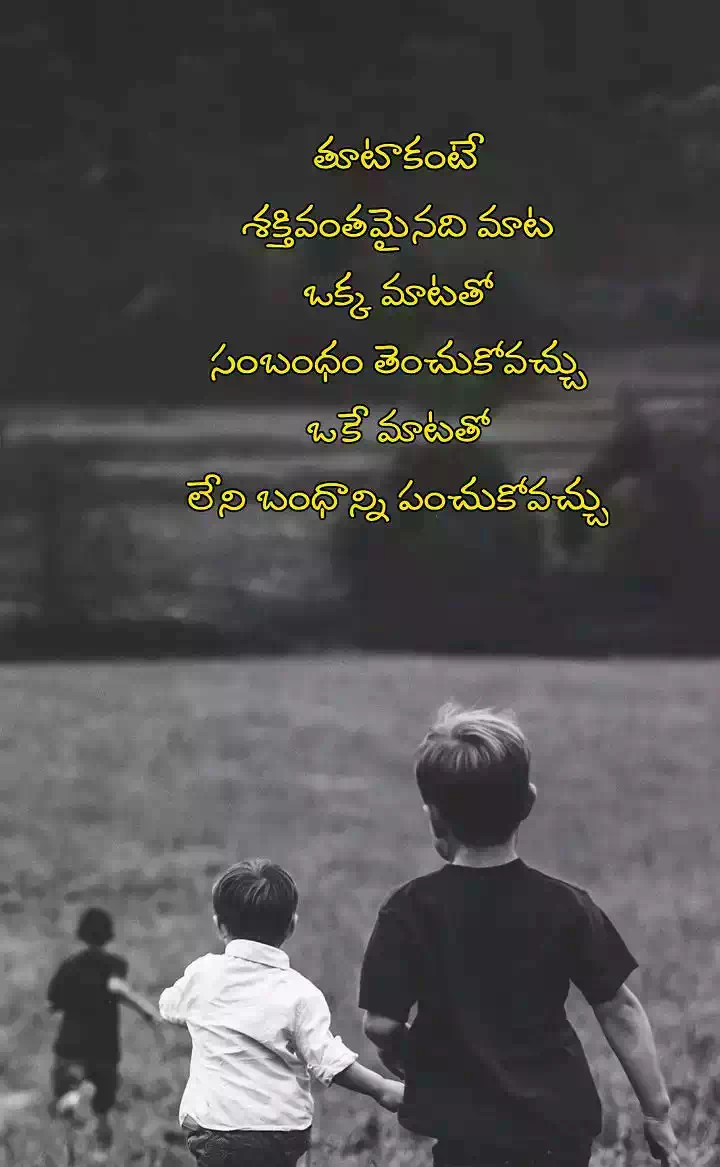 తూటాకంటే
శక్తివంతమైనది మాట
ఒక్క మాటతో
సంబంధం తెంచుకోవచ్చు
ఒకే మాటతో
లేని బంధాన్ని పంచుకోవచ్చు